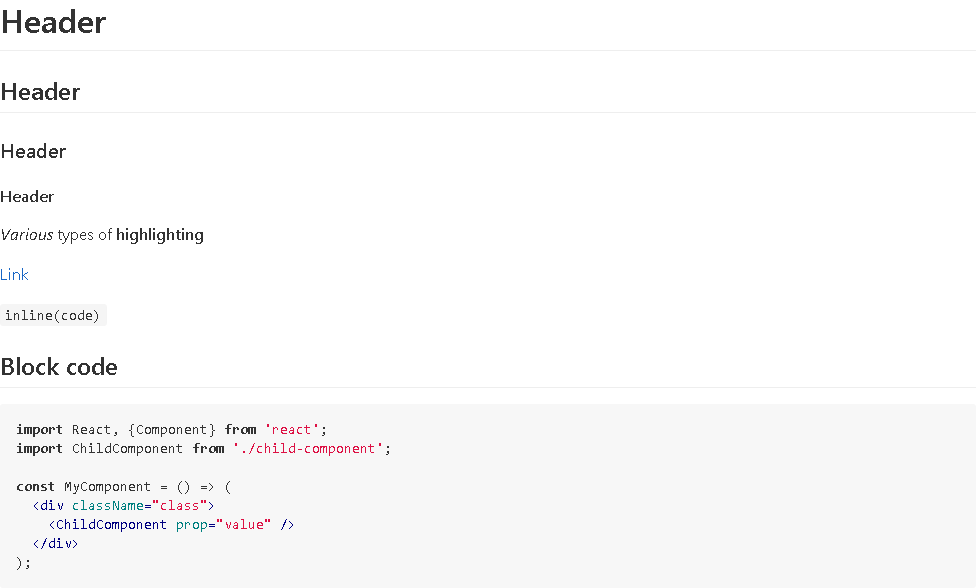 Header
Header
Header
Header
Various types of highlighting
Link
inline(code)
Block code
import React, {Component} from 'react';
import ChildComponent from './child-component';
const MyComponent = () => (
  <div className="class">
    <ChildComponent prop="value" />
  </div>
);